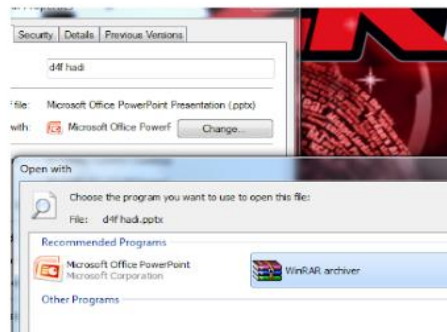 Security Details Previous Versions
d4f hadi
file: Microsoft Office PowerPoint Presentation (.pptx)
with: Microsoft Office PowerF Change...
Open with
Choose the program you want to use to open this file:
File: d4f hadi.pptx
Recommended Programs
Microsoft Office PowerPoint WinRAR archiver
Microsoft Corporation
Other Programs